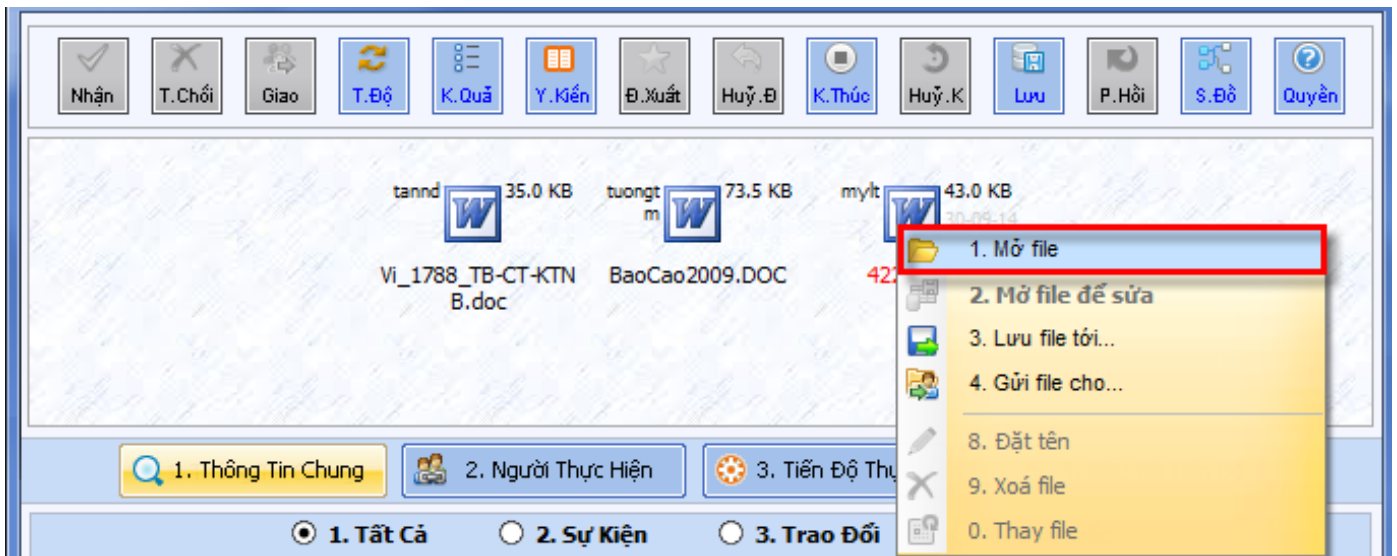 Nhận T.Chối Giao T.Độ K.Quả Y.Kiến Đ.Xuất Huỷ.Đ K.Thúc Huỷ.K Lưu P.Hồi S.Đồ Quyền
tannd 35.0 KB tuongt 73.5 KB mylt 43.0 KB
m 30-09-14
Vi_1788_TB-CT-KTN BaoCao2009.DOC 422
B.doc
1. Mở file
2. Mở file để sửa
3. Lưu file tới...
4. Gửi file cho...
8. Đặt tên
9. Xoá file
0. Thay file
1. Thông Tin Chung 2. Người Thực Hiện 3. Tiến Độ
1. Tất Cả 2. Sự Kiện 3. Trao Đổi